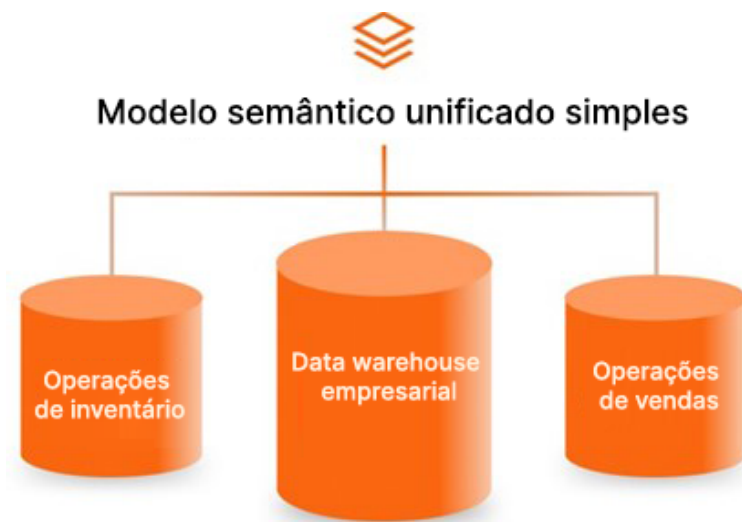 Modelo semântico unificado simples
Operações
de inventário
Data warehouse
empresarial
Operações
de vendas